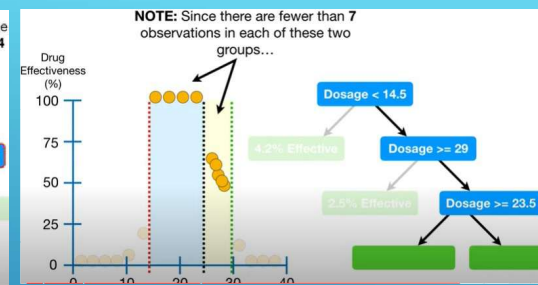 e
4
NOTE: Since there are fewer than 7
observations in each of these two
groups…
Drug
Effectiveness
(%)
100
75
50
25
0
0
10
20
30
40
Dosage < 14.5
4.2% Effective
Dosage >= 29
2.5% Effective
Dosage >= 23.5